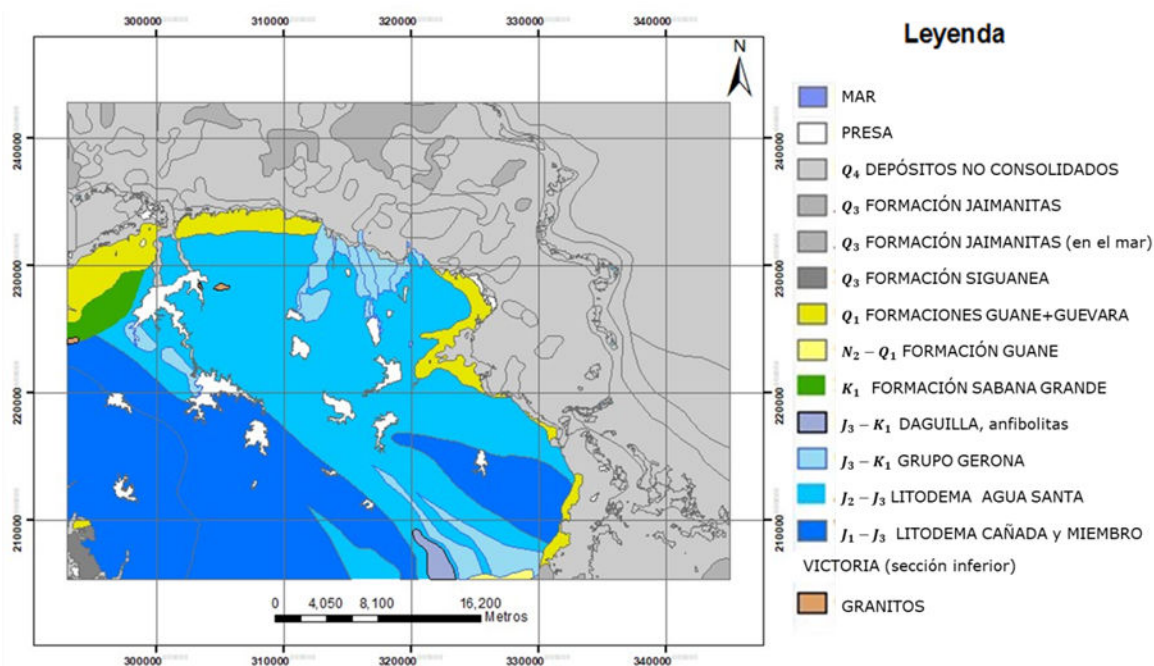 300000 310000 320000 330000 340000
N
240000 230000 220000 210000
240000 230000 220000 210000
0 4,050 8,100 16,200
Metros
300000 310000 320000 330000 340000
Leyenda
MAR
PRESA
Q₄ DEPÓSITOS NO CONSOLIDADOS
Q₃ FORMACIÓN JAIMANITAS
Q₃ FORMACIÓN JAIMANITAS (en el mar)
Q₃ FORMACIÓN SIGUANEA
Q₁ FORMACIONES GUANE+GUEVARA
N₂ − Q₁ FORMACIÓN GUANE
K₁ FORMACIÓN SABANA GRANDE
J₃ − K₁ DAGUILLA, anfibolitas
J₃ − K₁ GRUPO GERONA
J₂ − J₃ LITODEMA AGUA SANTA
J₁ − J₃ LITODEMA CAÑADA y MIEMBRO
VICTORIA (sección inferior)
GRANITOS